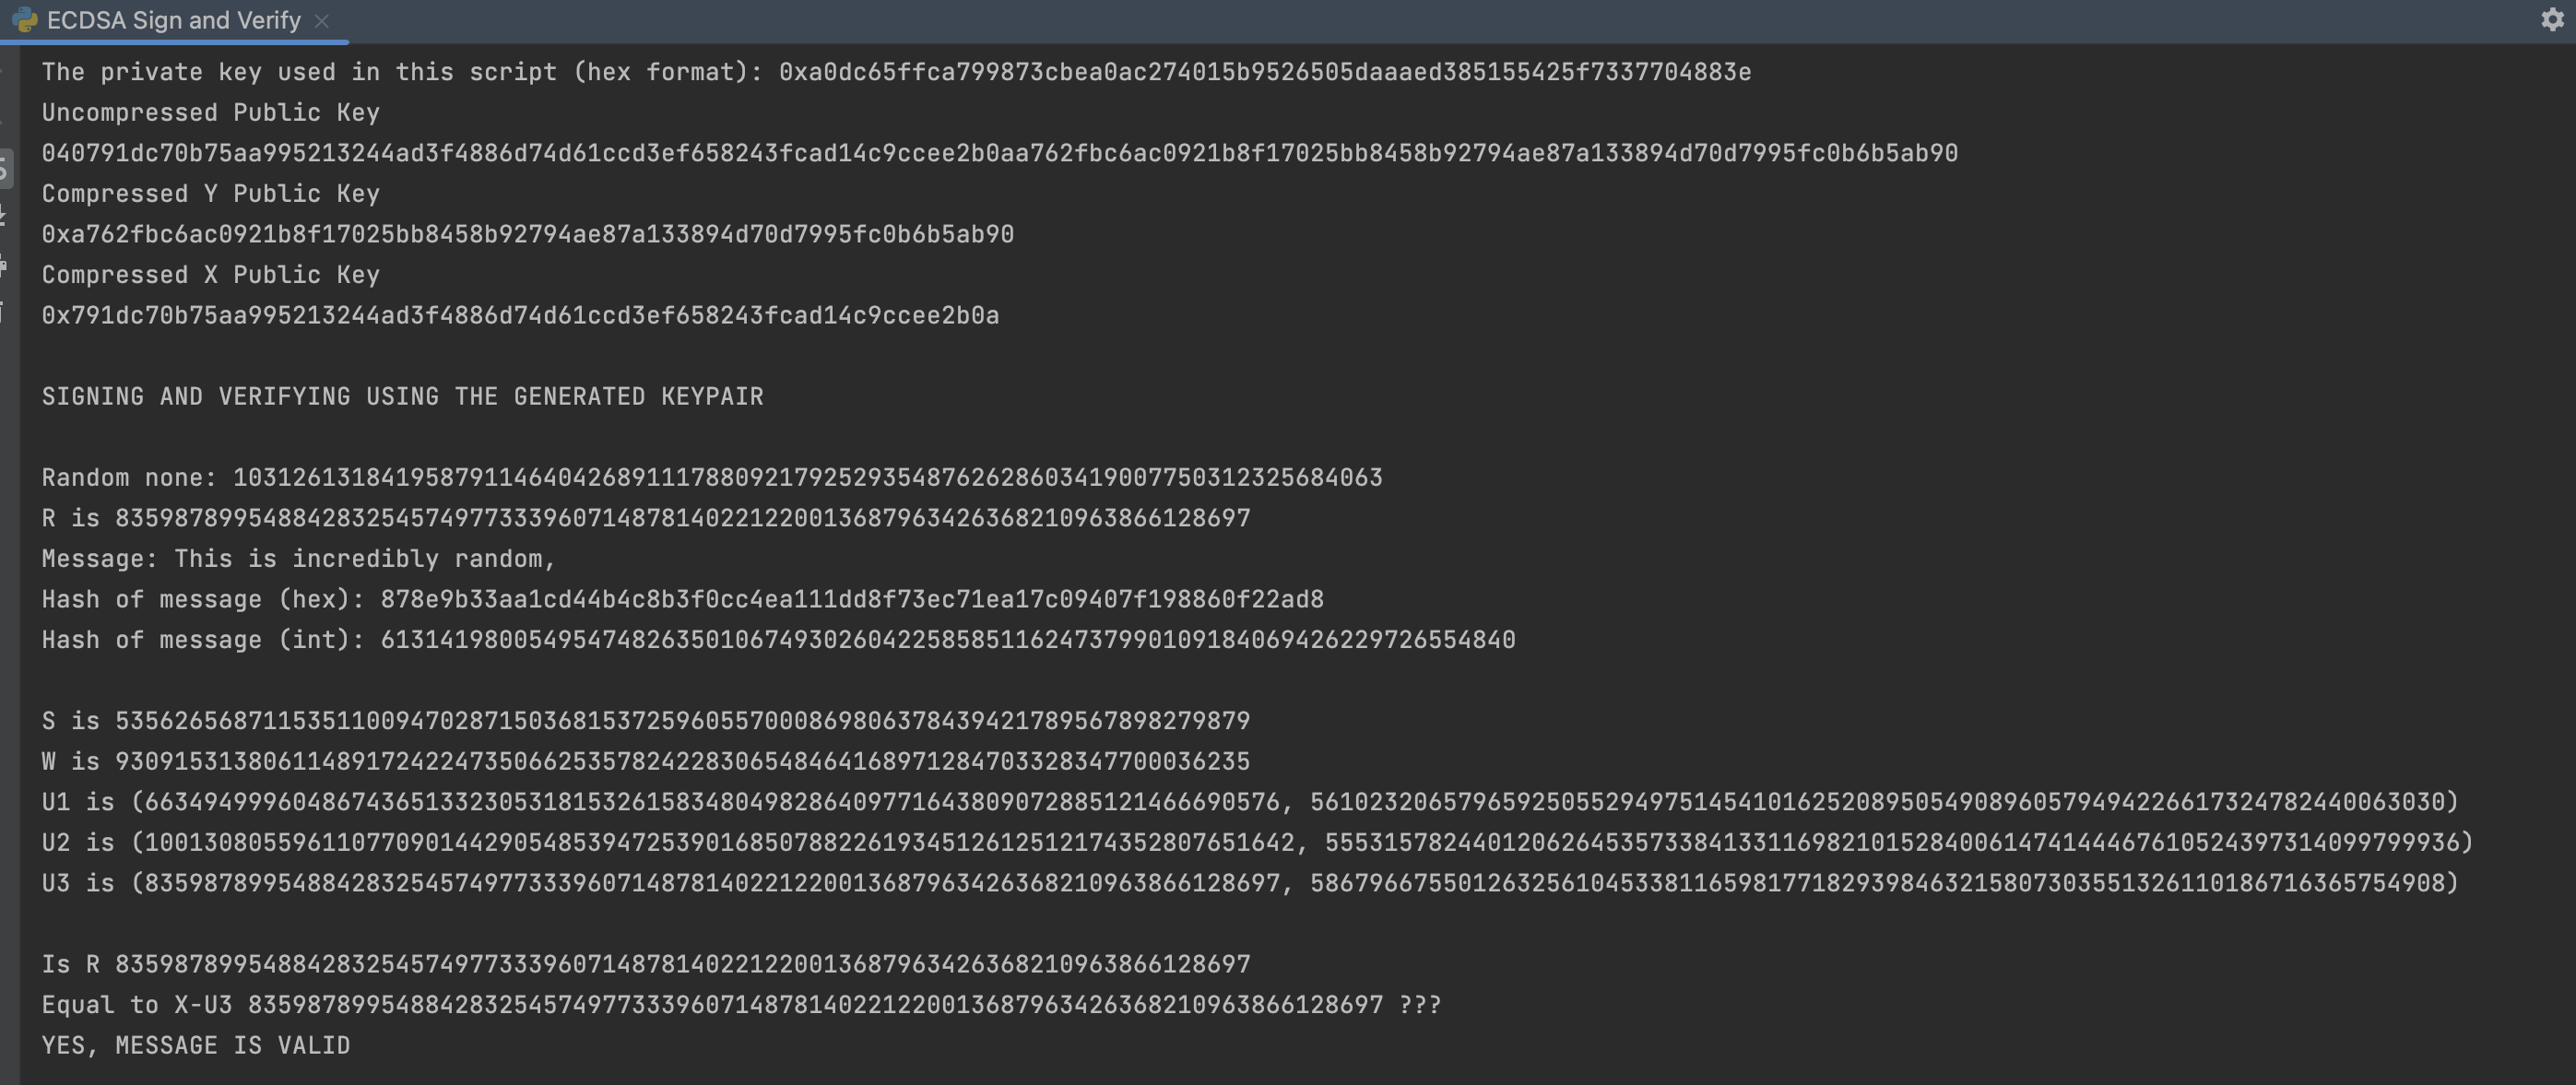 ECDSA Sign and Verify
The private key used in this script (hex format): 0xa0dc65ffca799873cbea0ac274015b9526505daaaed385155425f7337704883e
Uncompressed Public Key
040791dc70b75aa995213244ad3f4886d74d61ccd3ef658243fcad14c9ccee2b0aa762fbc6ac0921b8f17025bb8458b92794ae87a133894d70d7995fc0b6b5ab90
Compressed Y Public Key
0xa762fbc6ac0921b8f17025bb8458b92794ae87a133894d70d7995fc0b6b5ab90
Compressed X Public Key
0x791dc70b75aa995213244ad3f4886d74d61ccd3ef658243fcad14c9ccee2b0a
SIGNING AND VERIFYING USING THE GENERATED KEYPAIR
Random none: 103126131841958791146404268911178809217925293548762628603419007750312325684063
R is 83598789954884283254574977333960714878140221220013687963426368210963866128697
Message: This is incredibly random,
Hash of message (hex): 878e9b33aa1cd44b4c8b3f0cc4ea111dd8f73ec71ea17c09407f198860f22ad8
Hash of message (int): 61314198005495474826350106749302604225858511624737990109184069426229726554840
S is 53562656871153511009470287150368153725960557000869806378439421789567898279879
W is 93091531380611489172422473506625357824228306548464168971284703328347700036235
U1 is (66349499960486743651332305318153261583480498286409771643809072885121466690576, 56102320657965925055294975145410162520895054908960579494226617324782440063030)
U2 is (100130805596110770901442905485394725390168507882261934512612512174352807651642, 55531578244012062645357338413311698210152840061474144467610524397314099799936)
U3 is (83598789954884283254574977333960714878140221220013687963426368210963866128697, 58679667550126325610453381165981771829398463215807303551326110186716365754908)
Is R 83598789954884283254574977333960714878140221220013687963426368210963866128697
Equal to X-U3 83598789954884283254574977333960714878140221220013687963426368210963866128697 ???
YES, MESSAGE IS VALID